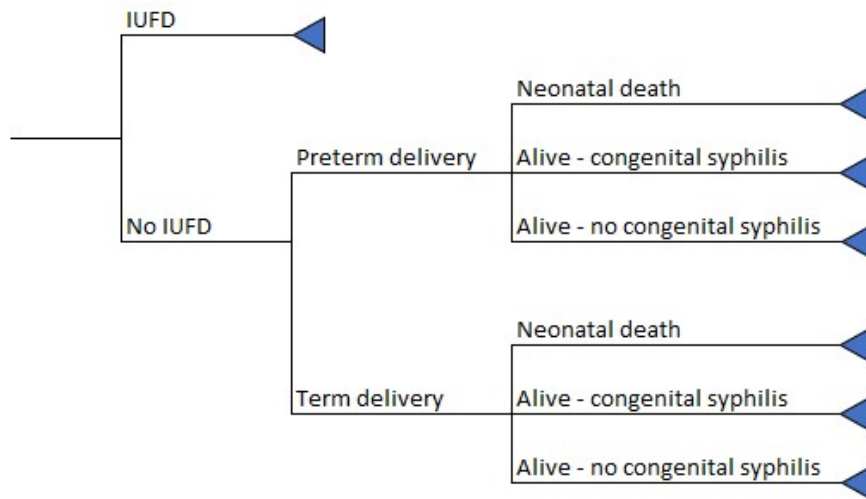 IUFD
No IUFD
Preterm delivery
Neonatal death
Alive - congenital syphilis
Alive - no congenital syphilis
Term delivery
Neonatal death
Alive - congenital syphilis
Alive - no congenital syphilis